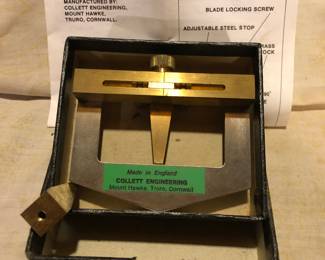 MANUFACTURED BY:
COLLETT ENGINEERING,
MOUNT HAWKE,
TRURO, CORNWALL.
BLADE LOCKING SCREW
ADJUSTABLE STEEL STOP
90°
Made in England
COLLETT ENGINEERING
Mount Hawke, Truro, Cornwall